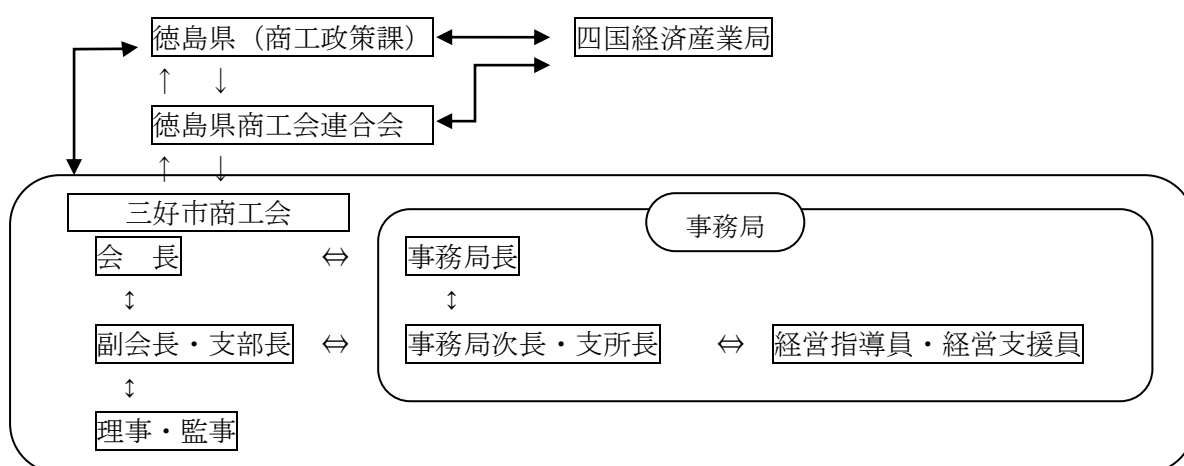 徳島県（商工政策課） 四国経済産業局
↑ ↓
徳島県商工会連合会
↑ ↓
三好市商工会
事務局
会　長 ⇔ 事務局長
↕ ↕
副会長・支部長 ⇔ 事務局次長・支所長 ⇔ 経営指導員・経営支援員
↕
理事・監事